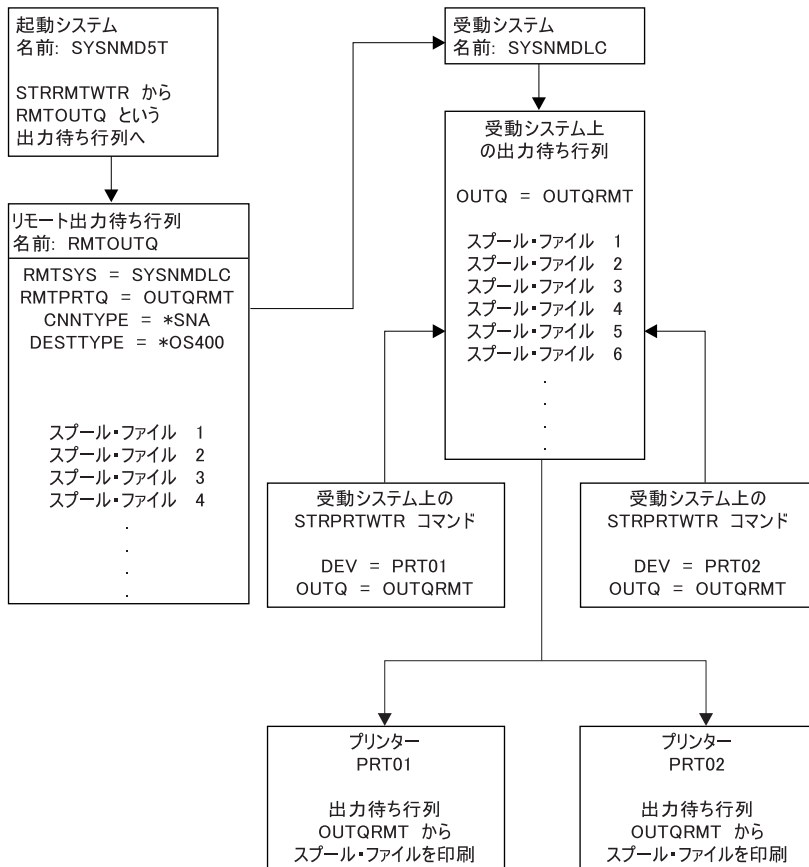 起動システム
名前: SYSNMD5T
STRRMTWTR から
RMTOUTQ という
出力待ち行列へ
リモート出力待ち行列
名前: RMTOUTQ
RMTSYS = SYSNMDLC
RMTPRTQ = OUTQRMT
CNNTYPE = *SNA
DESTTYPE = *OS400
スプール・ファイル 1
スプール・ファイル 2
スプール・ファイル 3
スプール・ファイル 4
.
.
.
.
受動システム
名前: SYSNMDLC
受動システム上
の出力待ち行列
OUTQ = OUTQRMT
スプール・ファイル 1
スプール・ファイル 2
スプール・ファイル 3
スプール・ファイル 4
スプール・ファイル 5
スプール・ファイル 6
.
.
.
.
受動システム上の
STRPRTWTR コマンド
DEV = PRT01
OUTQ = OUTQRMT
受動システム上の
STRPRTWTR コマンド
DEV = PRT02
OUTQ = OUTQRMT
プリンター
PRT01
出力待ち行列
OUTQRMT から
スプール・ファイルを印刷
プリンター
PRT02
出力待ち行列
OUTQRMT から
スプール・ファイルを印刷